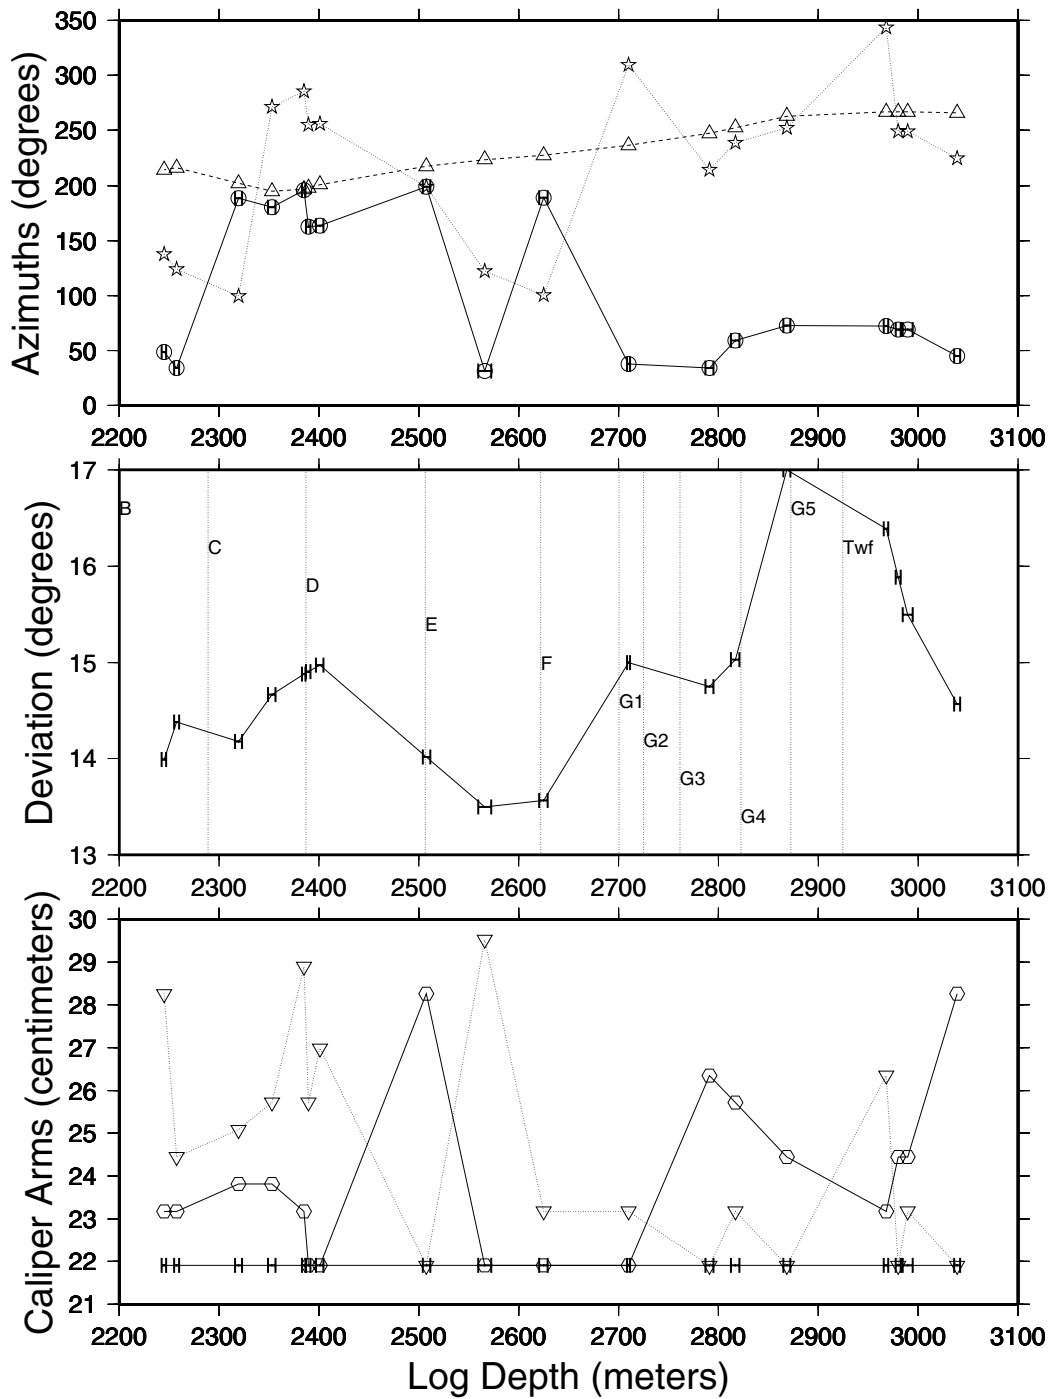 350
300
250
200
150
100
50
0
Azimuths (degrees)
2200 2300 2400 2500 2600 2700 2800 2900 3000 3100
17
16
15
14
13
Deviation (degrees)
B
C
D
E
F
G1
G2
G3
G4
G5
Twf
2200 2300 2400 2500 2600 2700 2800 2900 3000 3100
30
29
28
27
26
25
24
23
22
21
Caliper Arms (centimeters)
2200 2300 2400 2500 2600 2700 2800 2900 3000 3100
Log Depth (meters)